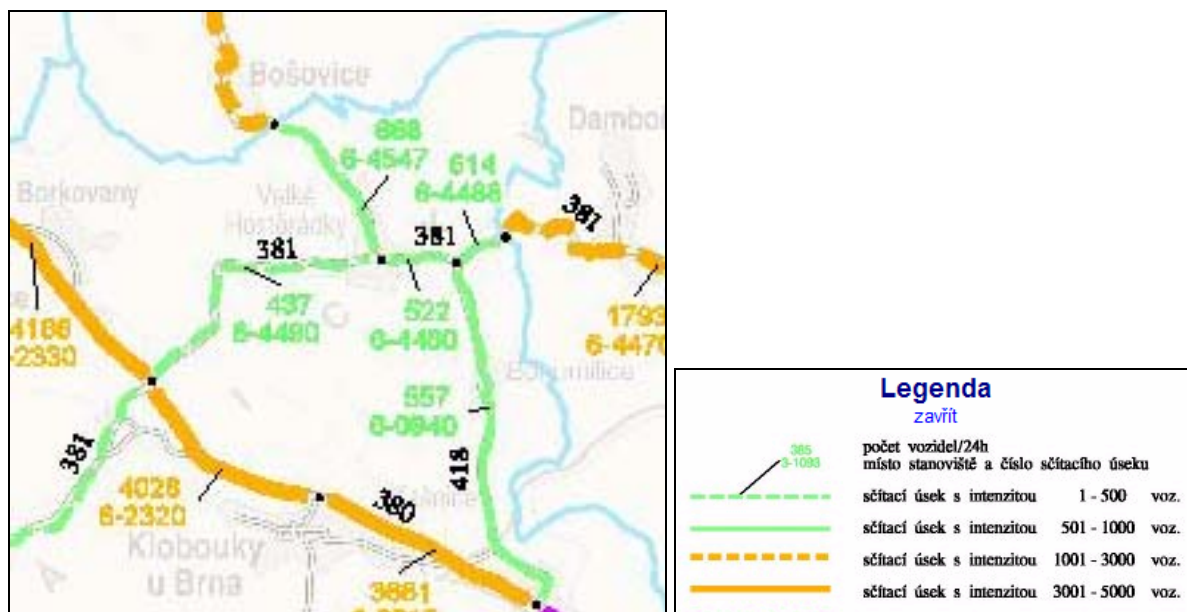 Bošovice
868
6-4547
614
6-4486
Borkovany
Velké
Hostěrádky
381
381
381
437
6-4490
522
6-4480
1793
6-4470
4186
-2330
557
6-0940
381
418
4028
6-2320
380
Klobouky
u Brna
3881
Legenda
zavřít
385
3-1093
počet vozidel/24h
místo stanoviště a číslo sčítacího úseku
sčítací úsek s intenzitou 1 - 500 voz.
sčítací úsek s intenzitou 501 - 1000 voz.
sčítací úsek s intenzitou 1001 - 3000 voz.
sčítací úsek s intenzitou 3001 - 5000 voz.